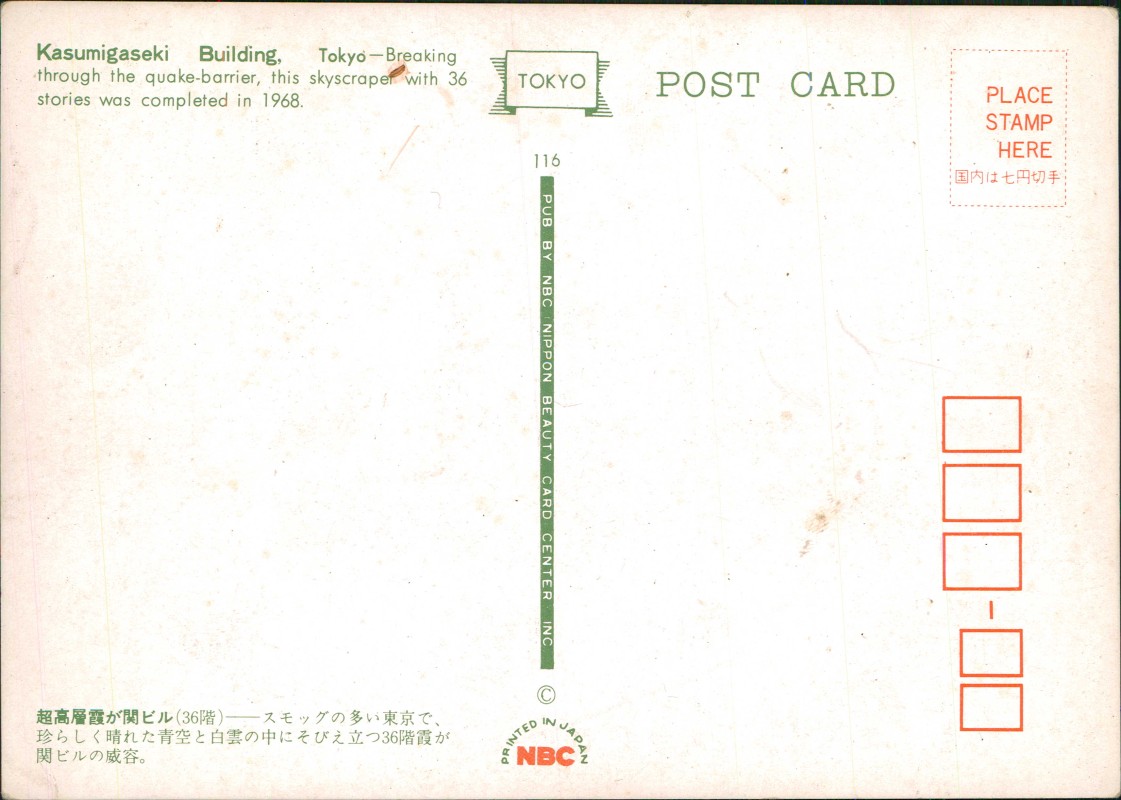 Kasumigaseki Building, Tokyo—Breaking
through the quake-barrier, this skyscraper with 36
stories was completed in 1968.
TOKYO
POST CARD
PLACE
STAMP
HERE
国内は七円切手
116
PUB BY NBC NIPPON BEAUTY CARD CENTER INC
©
PRINTED IN JAPAN
NBC
超高層霞が関ビル(36階)——スモッグの多い東京で、
珍らしく晴れた青空と白雲の中にそびえ立つ36階霞が
関ビルの威容。